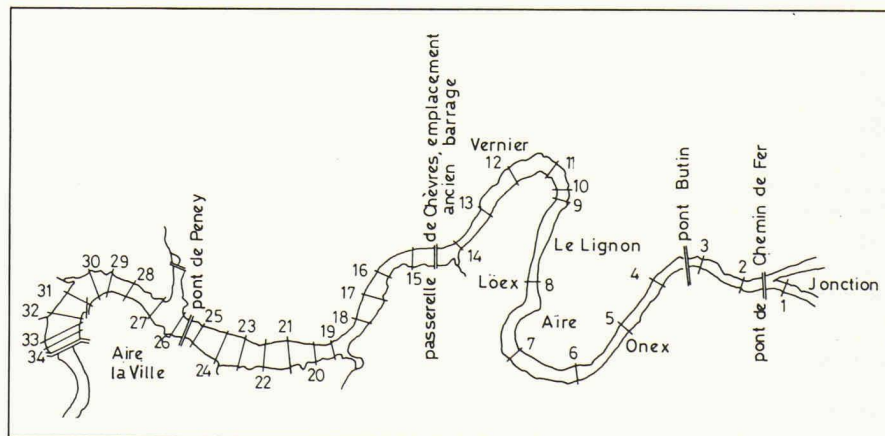 passerelle de Chèvres, emplacement
ancien barrage
Vernier
12
11
10
9
13
14
pont Butin
pont de Chemin de Fer
pont de Peney
Le Lignon
Jonction
3
2
1
4
Löex
8
Aïre
5
Onex
7
6
16
15
17
18
30
29
28
31
32
27
26
25
23
21
19
33
34
Aire
la Ville
24
22
20